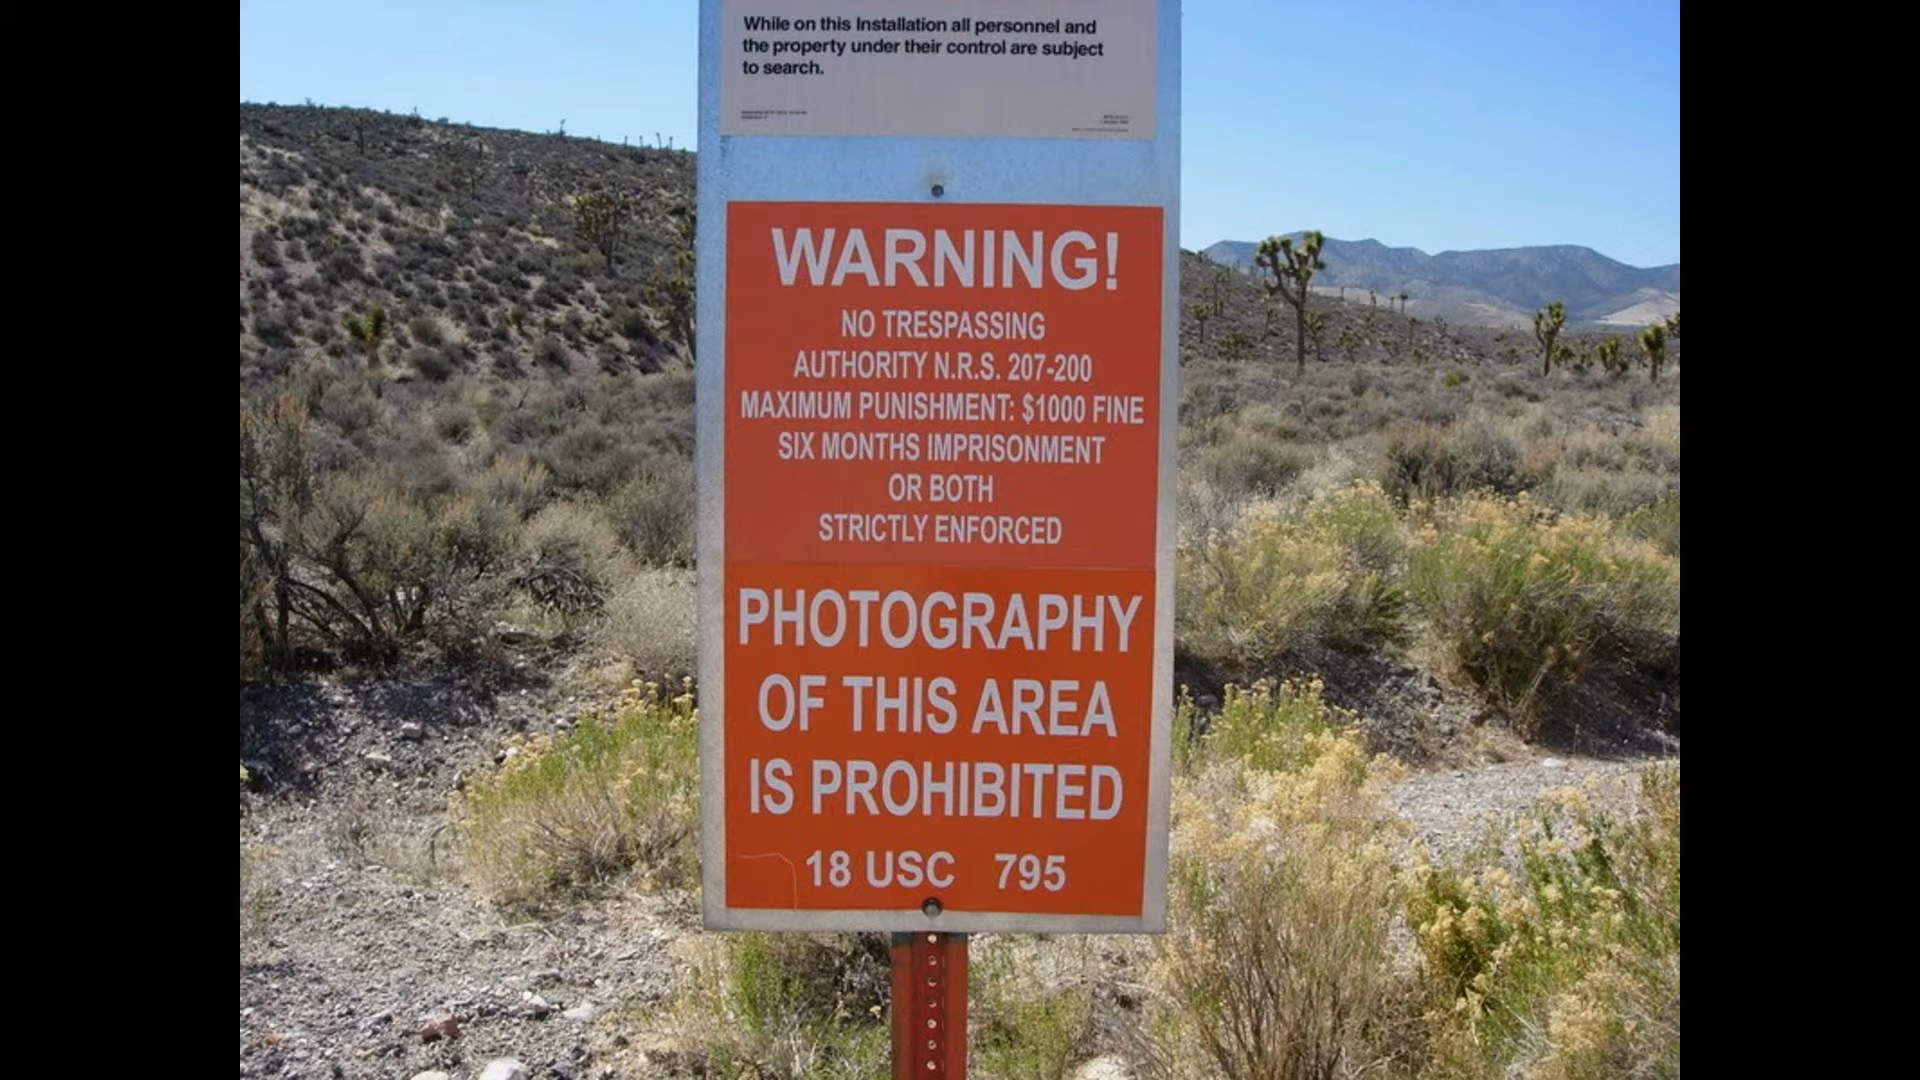 While on this Installation all personnel and
the property under their control are subject
to search.
WARNING!
NO TRESPASSING
AUTHORITY N.R.S. 207-200
MAXIMUM PUNISHMENT: $1000 FINE
SIX MONTHS IMPRISONMENT
OR BOTH
STRICTLY ENFORCED
PHOTOGRAPHY
OF THIS AREA
IS PROHIBITED
18 USC 795